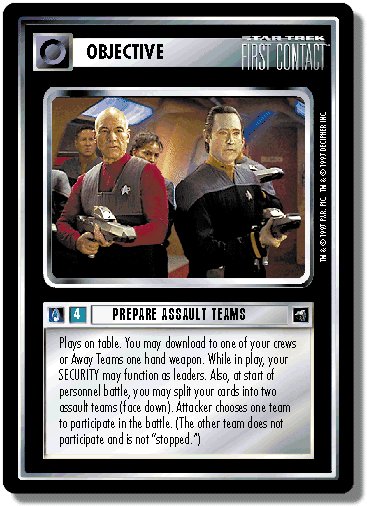 OBJECTIVE
STAR TREK
FIRST CONTACT™
TM & © 1997 PAR. PIC. TM & © 1997 DECIPHER INC.
4 PREPARE ASSAULT TEAMS
Plays on table. You may download to one of your crews
or Away Teams one hand weapon. While in play, your
SECURITY may function as leaders. Also, at start of
personnel battle, you may split your cards into two
assault teams (face down). Attacker chooses one team
to participate in the battle. (The other team does not
participate and is not "stopped.")